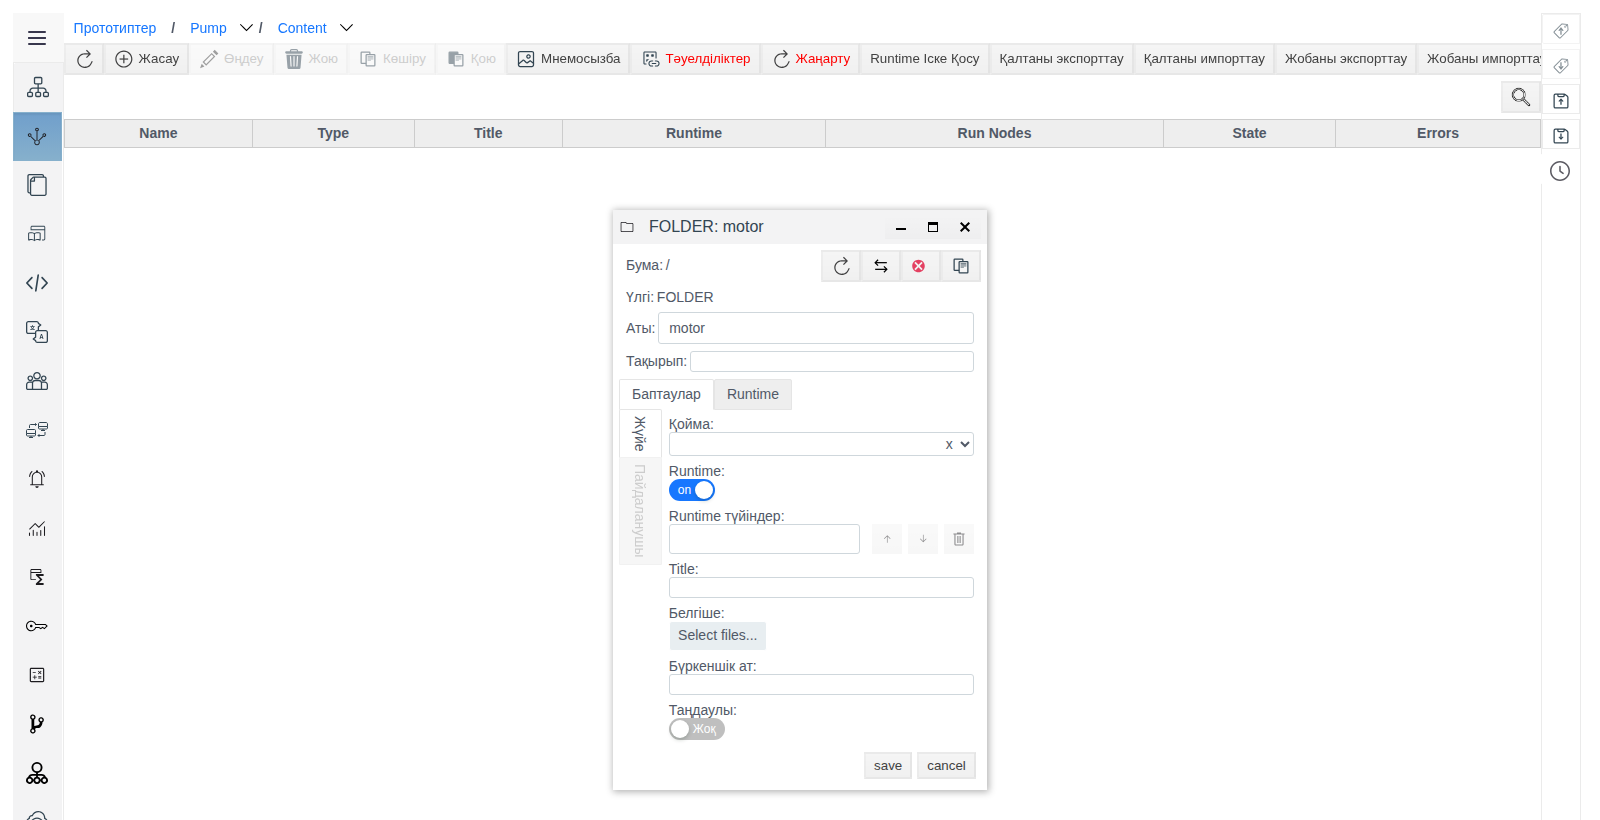 Прототиптер / Pump / Content
Жасау Өңдеу Жою Көшіру Қою Мнемосызба Тәуелділіктер Жаңарту Runtime Іске Қосу Қалтаны экспорттау Қалтаны импорттау Жобаны экспорттау Жобаны импорттау
Name Type Title Runtime Run Nodes State Errors
FOLDER: motor
Бума: /
Үлгі: FOLDER
Аты: motor
Тақырып:
Баптаулар Runtime
Жүйе
Пайдаланушы
Қойма:
x
Runtime:
on
Runtime түйіндер:
Title:
Белгіше:
Select files...
Бүркеншік ат:
Таңдаулы:
Жоқ
save cancel